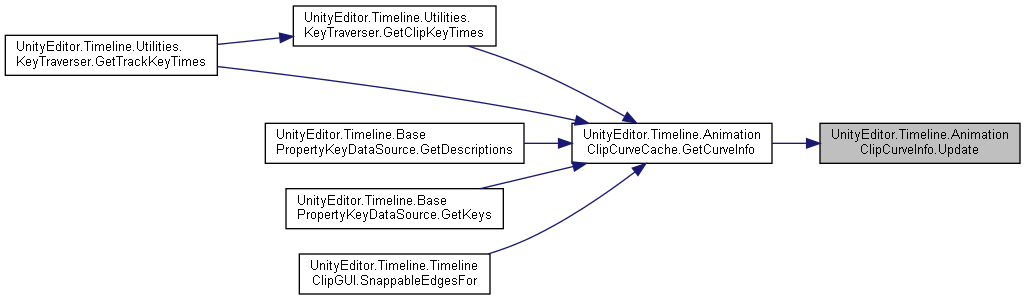 UnityEditor.Timeline.Utilities.
KeyTraverser.GetTrackKeyTimes
UnityEditor.Timeline.Utilities.
KeyTraverser.GetClipKeyTimes
UnityEditor.Timeline.Base
PropertyKeyDataSource.GetDescriptions
UnityEditor.Timeline.Base
PropertyKeyDataSource.GetKeys
UnityEditor.Timeline.Timeline
ClipGUI.SnappableEdgesFor
UnityEditor.Timeline.Animation
ClipCurveCache.GetCurveInfo
UnityEditor.Timeline.Animation
ClipCurveInfo.Update